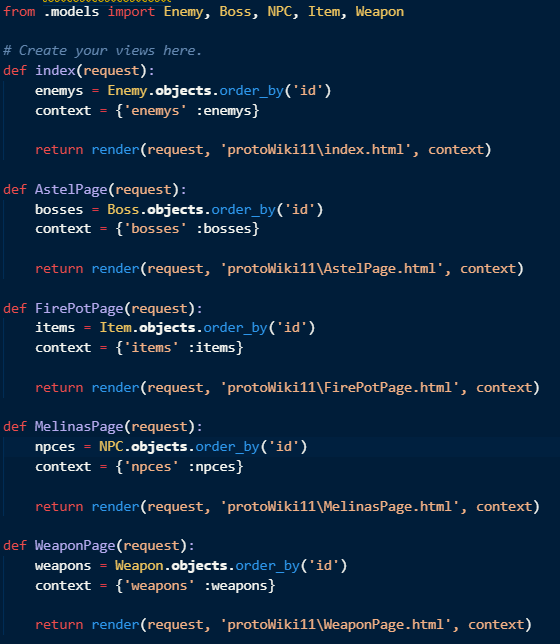 from .models import Enemy, Boss, NPC, Item, Weapon
# Create your views here.
def index(request):
    enemys = Enemy.objects.order_by('id')
    context = {'enemys' :enemys}
    return render(request, 'protoWiki11\index.html', context)
def AstelPage(request):
    bosses = Boss.objects.order_by('id')
    context = {'bosses' :bosses}
    return render(request, 'protoWiki11\AstelPage.html', context)
def FirePotPage(request):
    items = Item.objects.order_by('id')
    context = {'items' :items}
    return render(request, 'protoWiki11\FirePotPage.html', context)
def MelinasPage(request):
    npces = NPC.objects.order_by('id')
    context = {'npces' :npces}
    return render(request, 'protoWiki11\MelinasPage.html', context)
def WeaponPage(request):
    weapons = Weapon.objects.order_by('id')
    context = {'weapons' :weapons}
    return render(request, 'protoWiki11\WeaponPage.html', context)